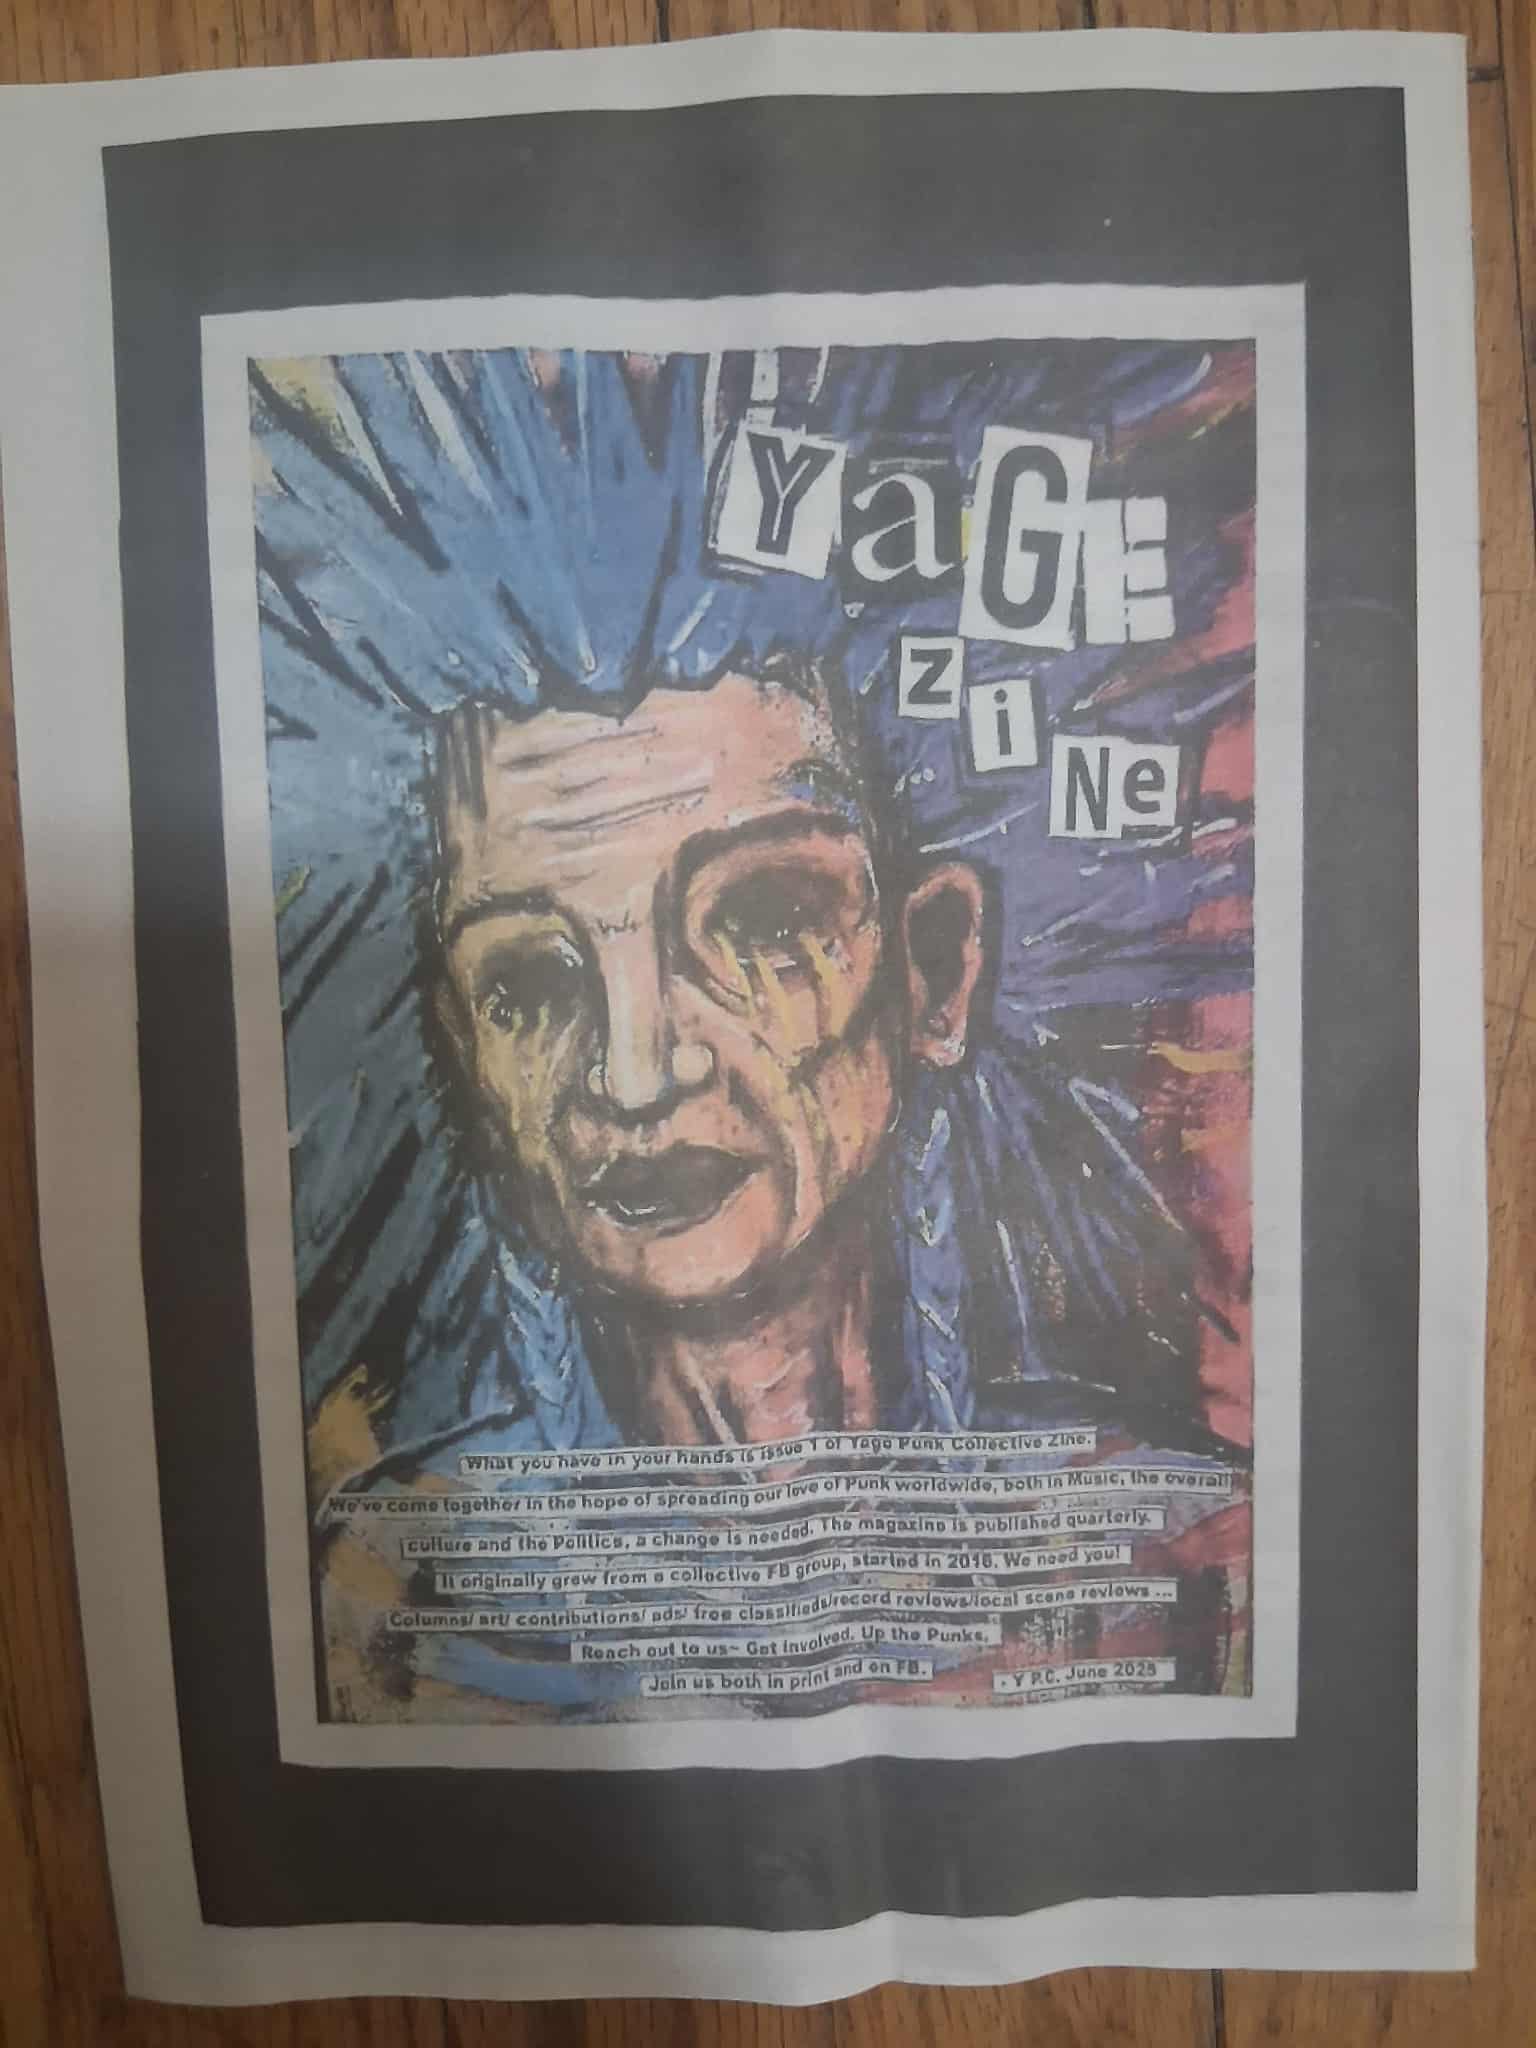 YaGE
ZiNe
What you have in your hands is issue 1 of Yage Punk Collective Zine.
We've come together in the hope of spreading our love of Punk worldwide, both in Music, the overall
culture and the Politics, a change is needed. The magazine is published quarterly.
It originally grew from a collective FB group, started in 2016. We need you!
Columns/ art/ contributions/ ads/ free classifieds/record reviews/local scene reviews ...
Reach out to us~ Get involved. Up the Punks,
Join us both in print and on FB.
- Y P.C. June 2025